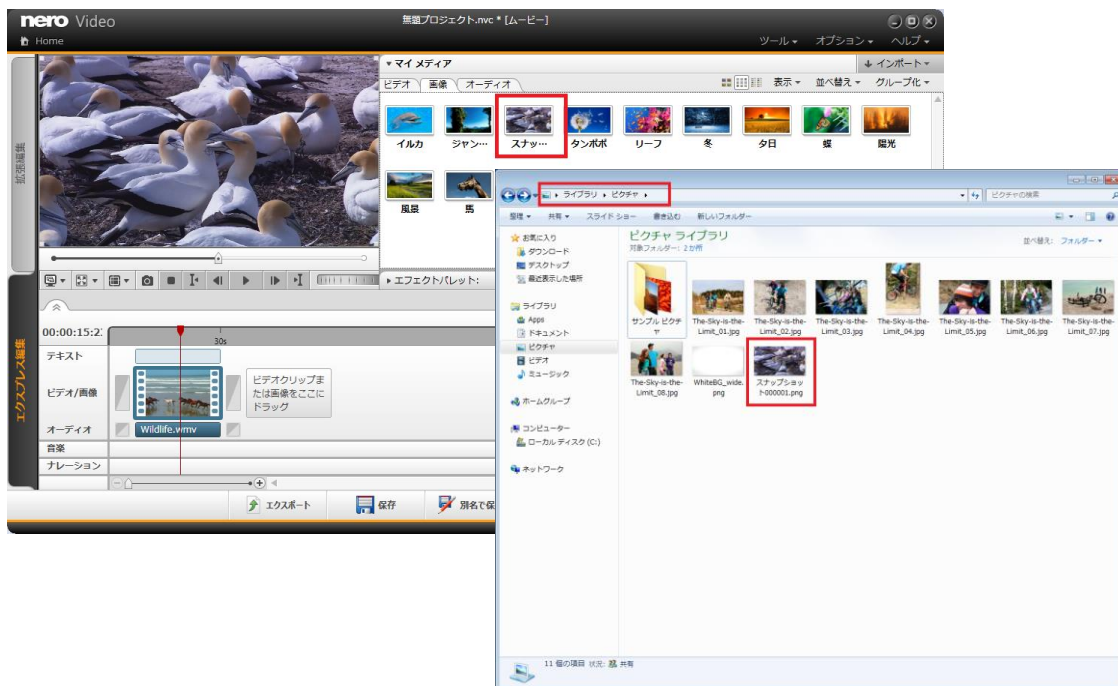 nero Video
無題プロジェクト.nvc * [ムービー]
Home
ツール
オプション
ヘルプ
マイ メディア
インポート
ビデオ
画像
オーディオ
表示
並べ替え
グループ化
イルカ
ジャン…
スナッ…
タンポポ
リーフ
冬
夕日
蝶
陽光
風景
馬
拡張編集
エフェクトパレット:
エクスプレス編集
00:00:15:2
30s
テキスト
ビデオ/画像
ビデオクリップま
たは画像をここに
ドラッグ
オーディオ
Wildlife.wmv
音楽
ナレーション
エクスポート
保存
別名で保
ライブラリ
ピクチャ
ピクチャの検索
整理
共有
スライド ショー
書き込む
新しいフォルダー
お気に入り
ダウンロード
デスクトップ
最近表示した場所
ライブラリ
Apps
ドキュメント
ピクチャ
ビデオ
ミュージック
ホームグループ
コンピューター
ローカル ディスク (C:)
ネットワーク
ピクチャ ライブラリ
対象フォルダー: 2か所
並べ替え:
フォルダー
サンプル ピクチ
ャ
The-Sky-is-the-
Limit_01.jpg
The-Sky-is-the-
Limit_02.jpg
The-Sky-is-the-
Limit_03.jpg
The-Sky-is-the-
Limit_04.jpg
The-Sky-is-the-
Limit_05.jpg
The-Sky-is-the-
Limit_06.jpg
The-Sky-is-the-
Limit_07.jpg
The-Sky-is-the-
Limit_08.jpg
WhiteBG_wide.
png
スナップショッ
ト000001.png
11 個の項目
状況:
共有